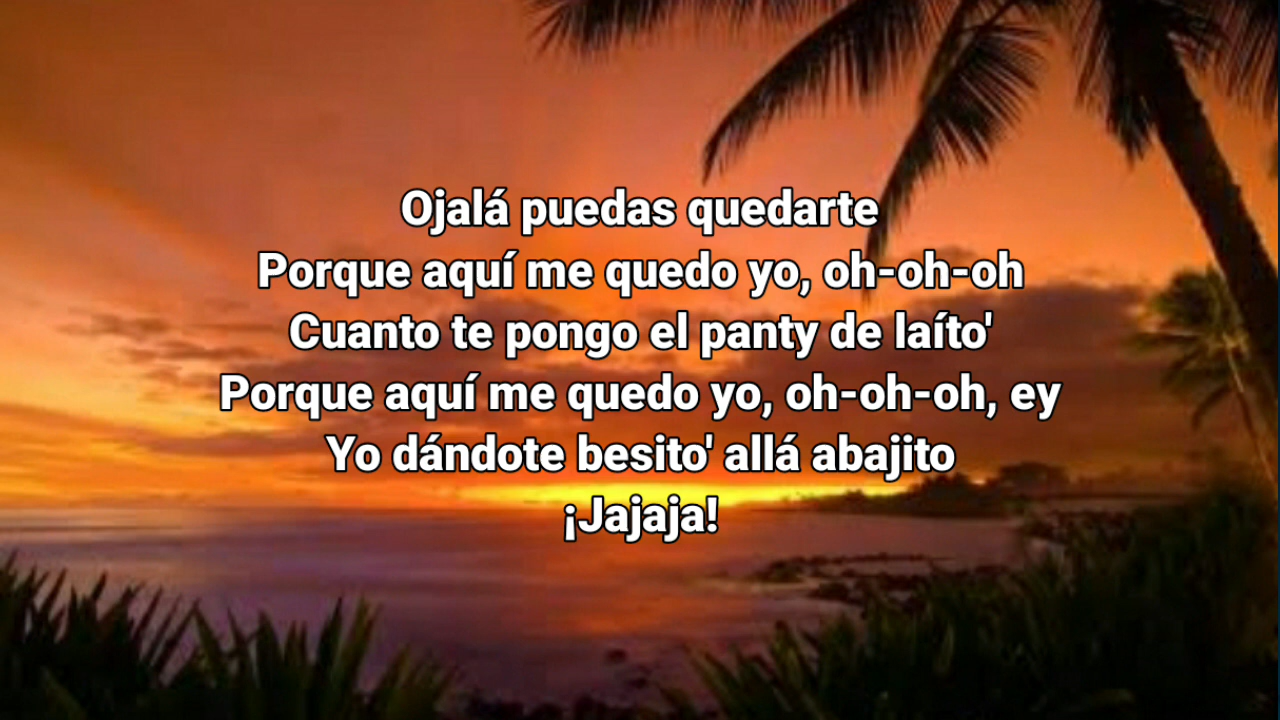 Ojalá puedas quedarte
Porque aquí me quedo yo, oh-oh-oh
Cuanto te pongo el panty de laíto'
Porque aquí me quedo yo, oh-oh-oh, ey
Yo dándote besito' allá abajito
¡Jajaja!